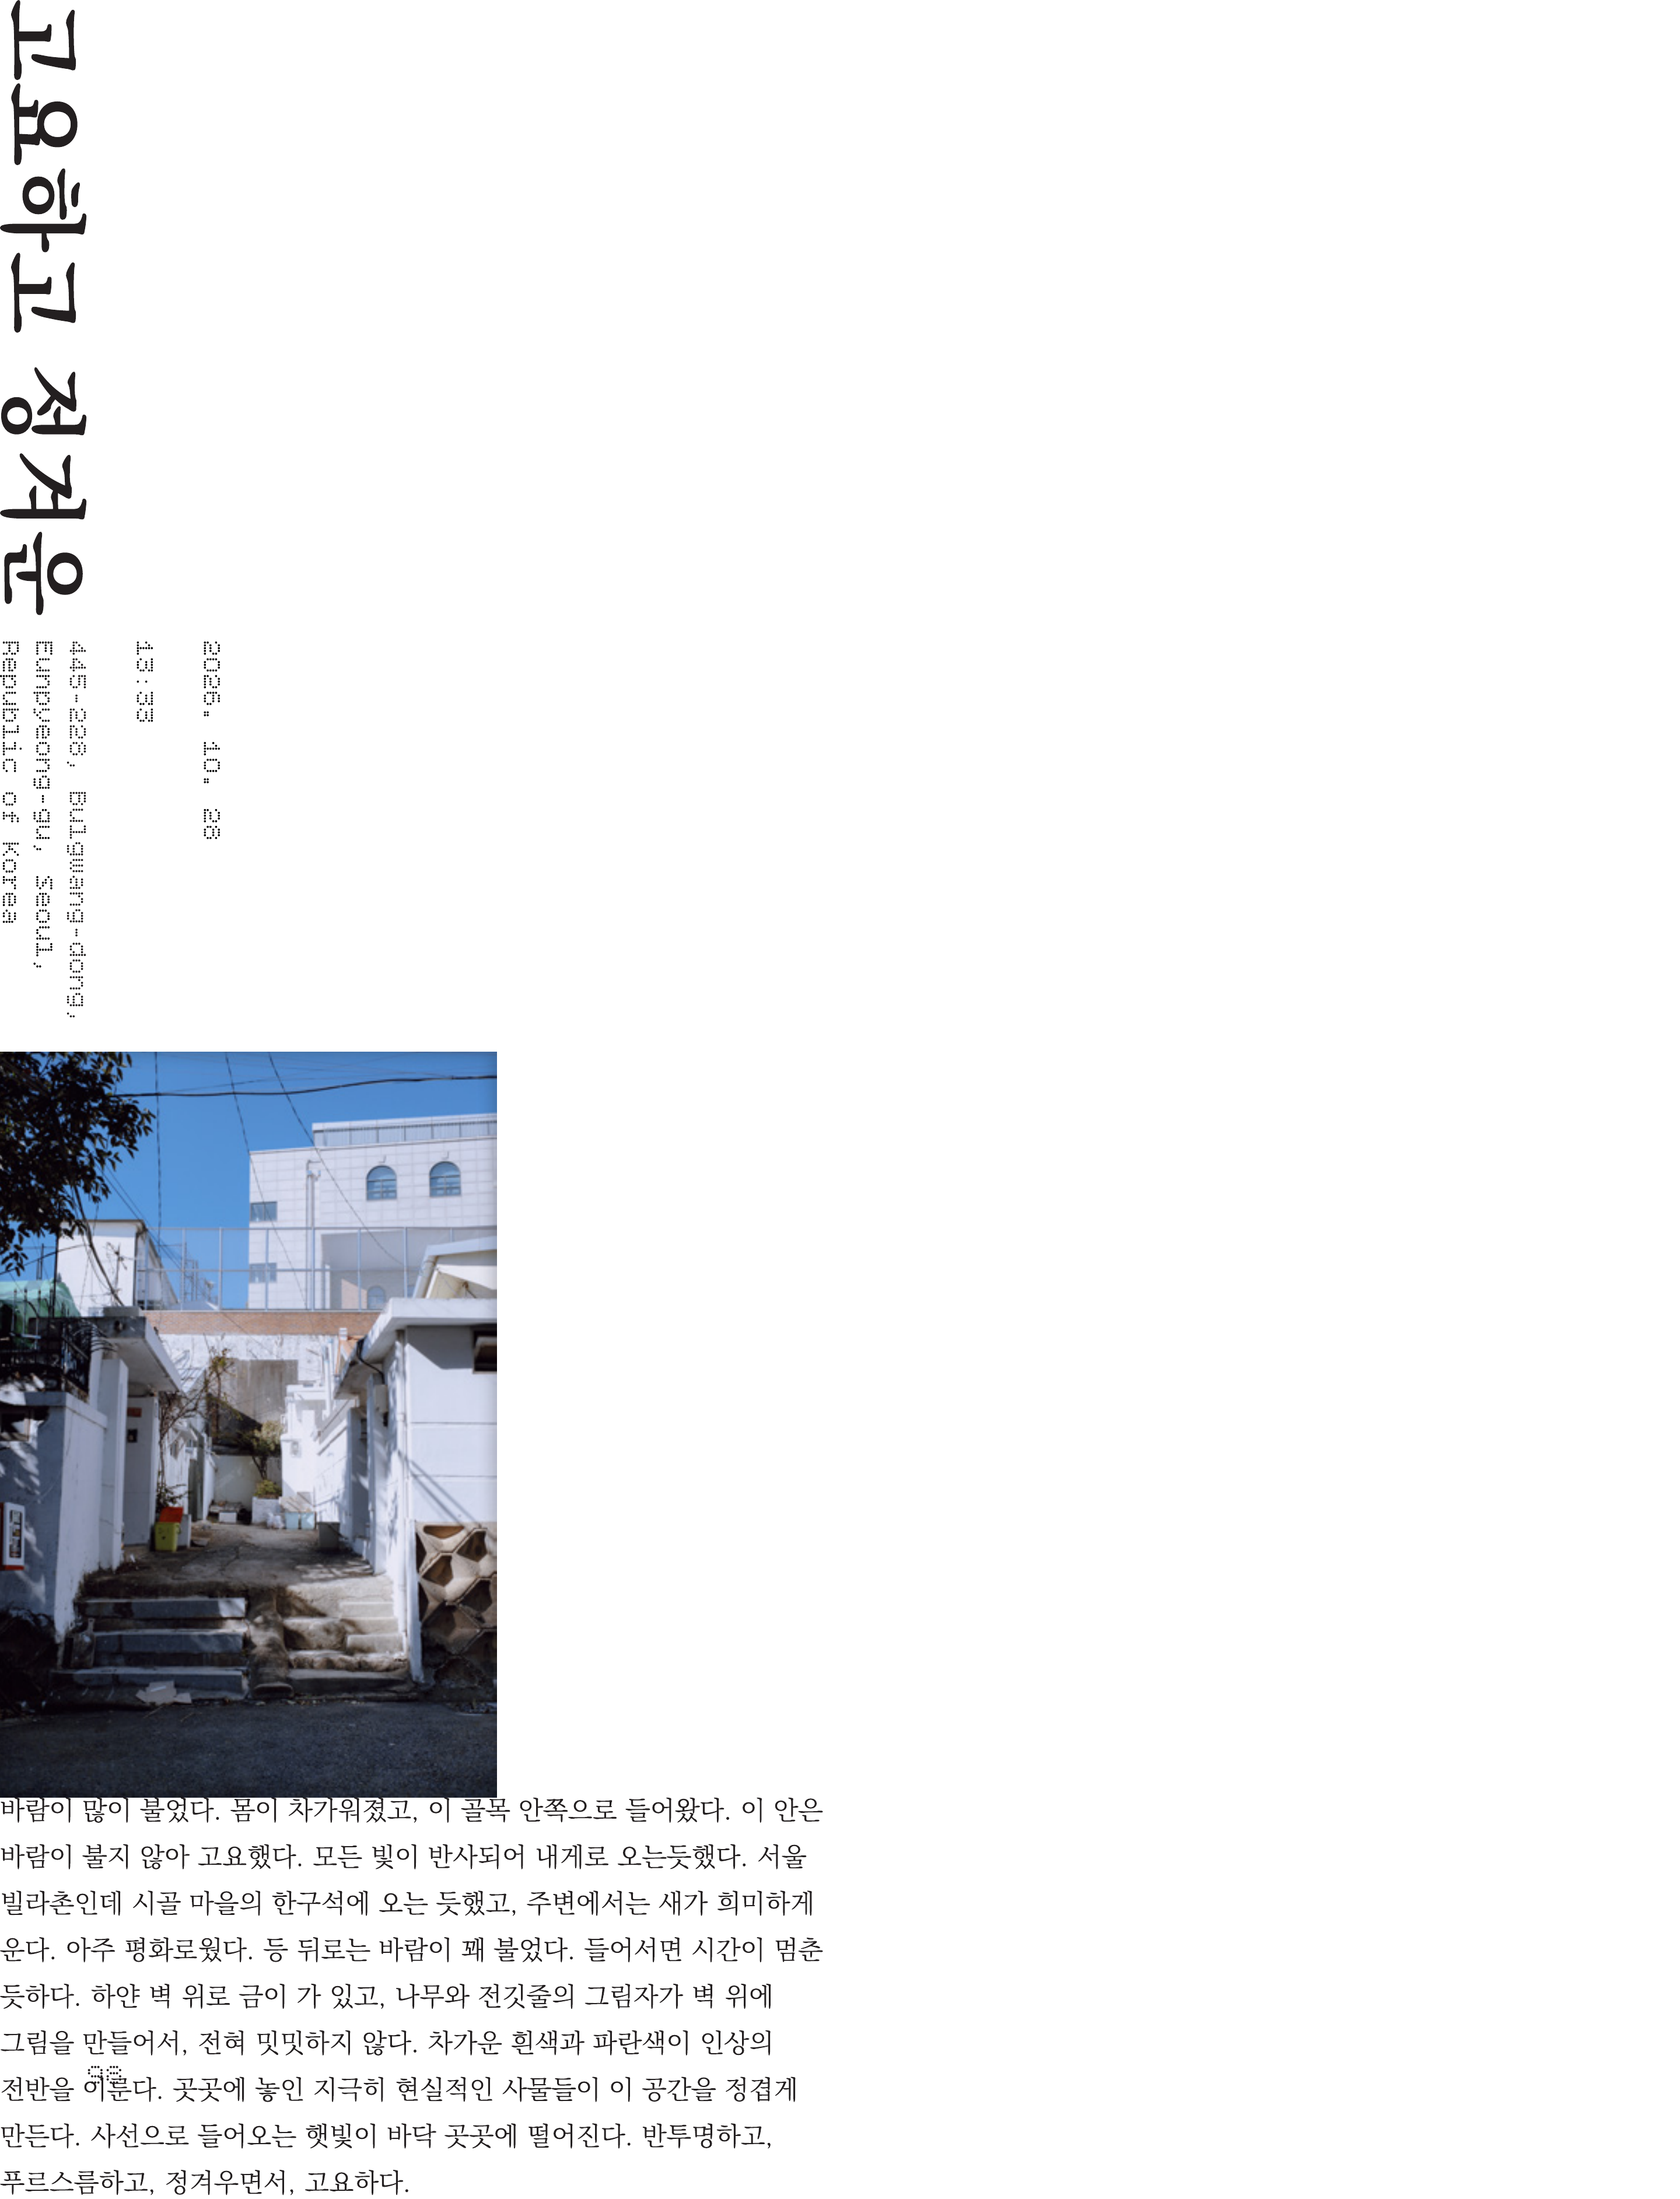 고요하고 정겨운
2026. 10. 28
13:33
445-228, Bulgwang-dong,
Eunpyeong-gu, Seoul,
Republic of Korea
바람이 많이 불었다. 몸이 차가워졌고, 이 골목 안쪽으로 들어왔다. 이 안은
바람이 불지 않아 고요했다. 모든 빛이 반사되어 내게로 오는듯했다. 서울
빌라촌인데 시골 마을의 한구석에 오는 듯했고, 주변에서는 새가 희미하게
운다. 아주 평화로웠다. 등 뒤로는 바람이 꽤 불었다. 들어서면 시간이 멈춘
듯하다. 하얀 벽 위로 금이 가 있고, 나무와 전깃줄의 그림자가 벽 위에
그림을 만들어서, 전혀 밋밋하지 않다. 차가운 흰색과 파란색이 인상의
98
전반을 이룬다. 곳곳에 놓인 지극히 현실적인 사물들이 이 공간을 정겹게
만든다. 사선으로 들어오는 햇빛이 바닥 곳곳에 떨어진다. 반투명하고,
푸르스름하고, 정겨우면서, 고요하다.